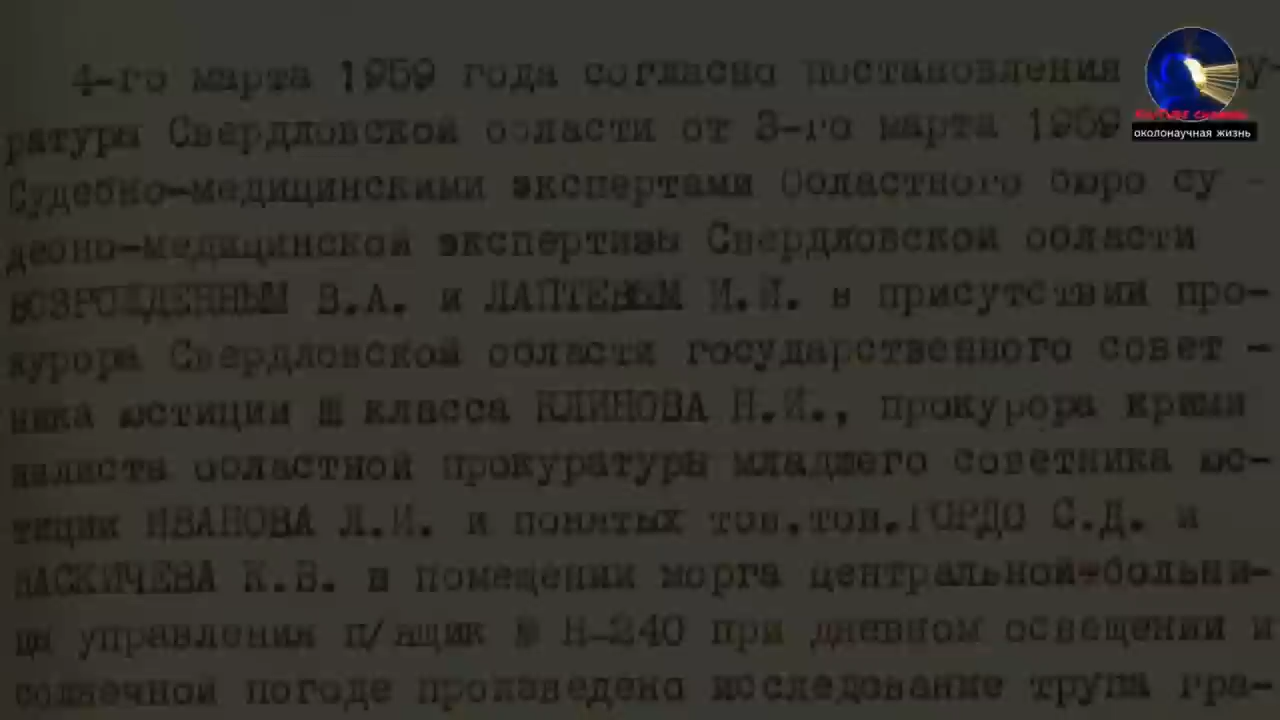 4-го марта 1959 года согласно постановления
ратуры Свердловской области от 3-го марта 1959
Судебно-медицинскими экспертами Областного бюро су -
дебно-медицинской экспертизы Свердловской области
ВОЗРОЖДЕННЫМ Б.А. и ЛАПТЕВЫМ И.И. в присутствии про-
курора Свердловской области государственного совет -
ника юстиции III класса КЛИНОВА Н.И., прокурора крими
налиста областной прокуратуры младшего советника юс-
тиции ИВАНОВА Л.И. и понятых тов.тов.ГОРДО С.Д. и
НАСКИЧЕВА К.В. в помещении морга центральной больни-
цы управления п/ящик № Н-240 при дневном освещении и
солнечной погоде произведено исследование трупа гра-
YouTube channel
околонаучная жизнь